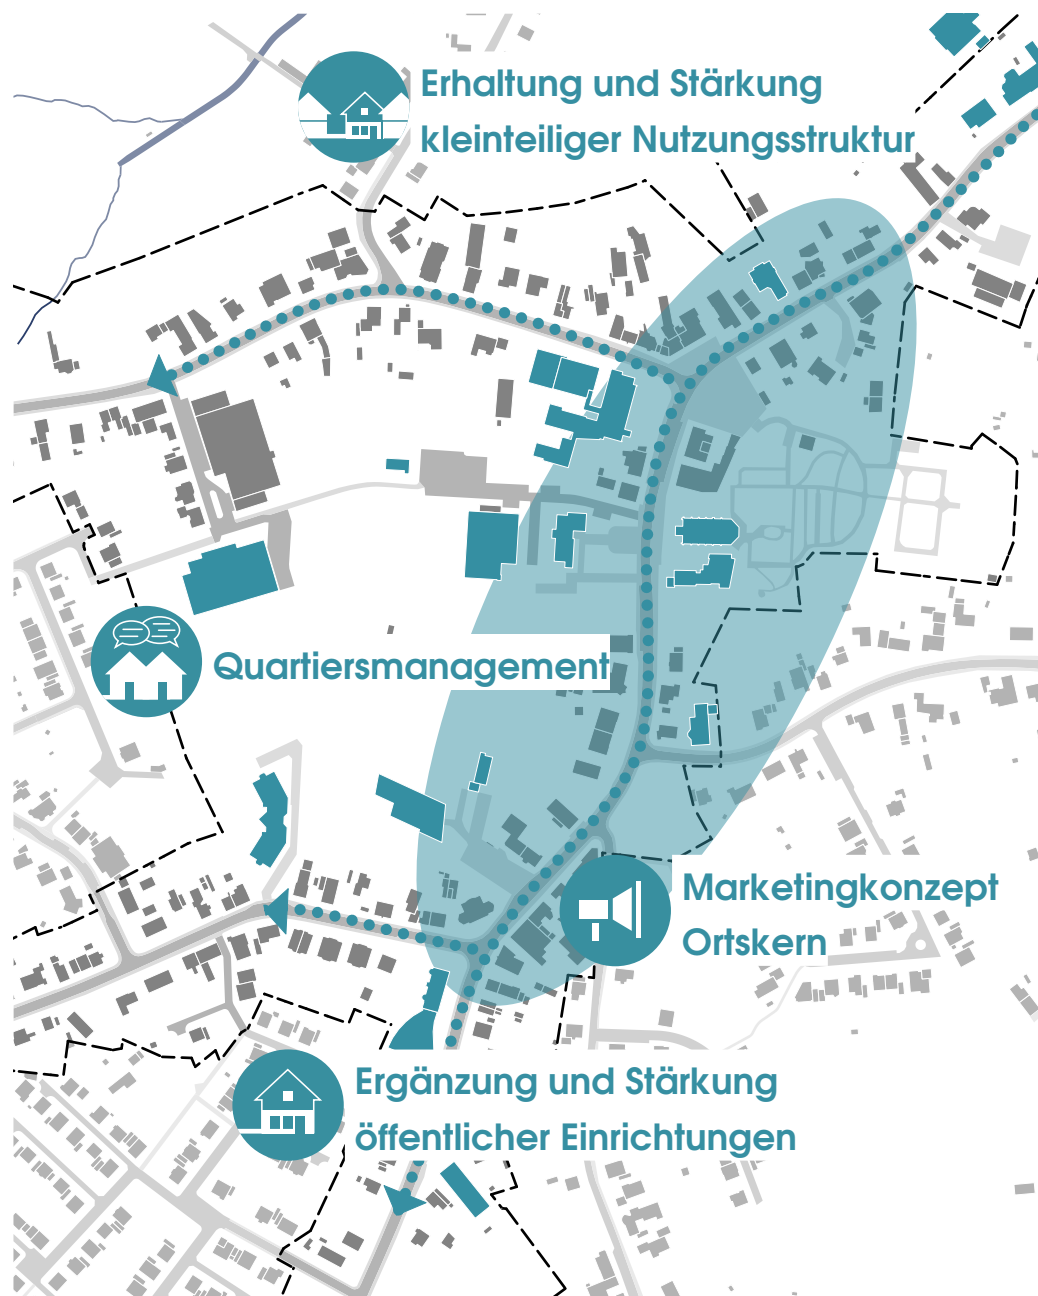 Erhaltung und Stärkung
kleinteiliger Nutzungsstruktur
Quartiersmanagement
Marketingkonzept
Ortskern
Ergänzung und Stärkung
öffentlicher Einrichtungen